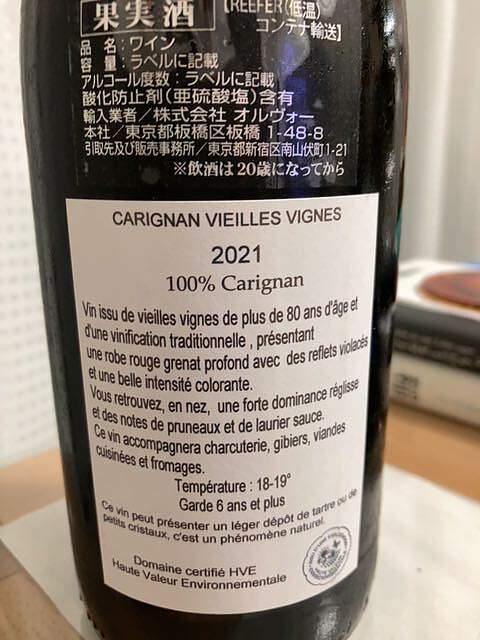 果実酒
[REEFER(低温)
コンテナ輸送]
品名:ワイン
容量:ラベルに記載
アルコール度数:ラベルに記載
酸化防止剤(亜硫酸塩)含有
輸入業者/株式会社 オルヴォー
本社/東京都板橋区板橋1-48-8
引取先及び販売事務所/東京都新宿区南山伏町1-21
※飲酒は20歳になってから
CARIGNAN VIEILLES VIGNES
2021
100% Carignan
Vin issu de vieilles vignes de plus de 80 ans d'âge et
d'une vinification traditionnelle , présentant
une robe rouge grenat profond avec des reflets violacés
et une belle intensité colorante.
Vous retrouvez, en nez, une forte dominance réglisse
et des notes de pruneaux et de laurier sauce.
Ce vin accompagnera charcuterie, gibiers, viandes
cuisinées et fromages.
Température : 18-19°
Garde 6 ans et plus
Ce vin peut présenter un léger dépôt de tartre ou de
petits cristaux, c'est un phénomène naturel.
Domaine certifié HVE
Haute Valeur Environnementale